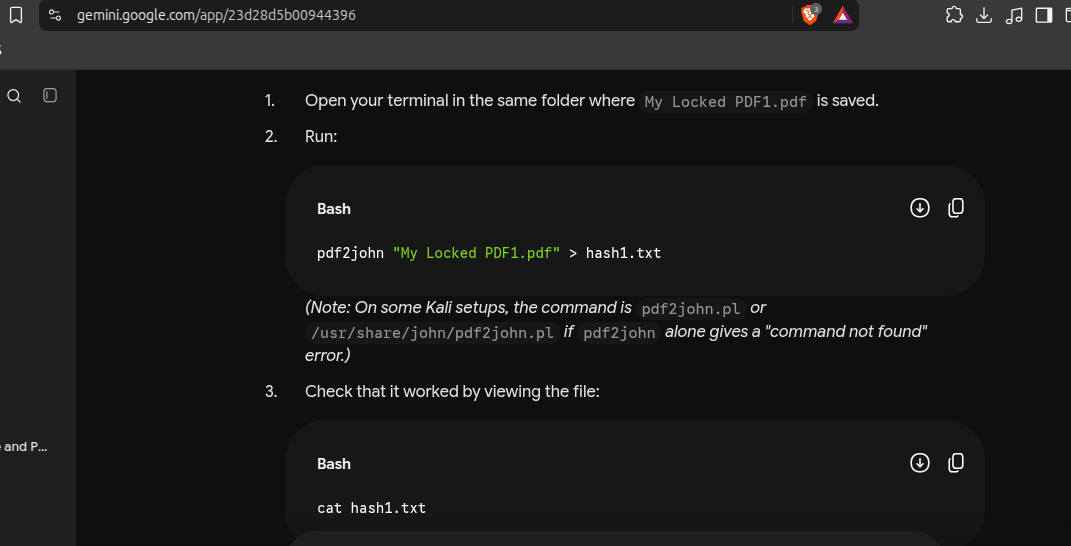 gemini.google.com/app/23d28d5b00944396
3
1. Open your terminal in the same folder where My Locked PDF1.pdf is saved.
2. Run:
Bash
pdf2john "My Locked PDF1.pdf" > hash1.txt
(Note: On some Kali setups, the command is pdf2john.pl or
/usr/share/john/pdf2john.pl if pdf2john alone gives a "command not found"
error.)
3. Check that it worked by viewing the file:
and P...
Bash
cat hash1.txt